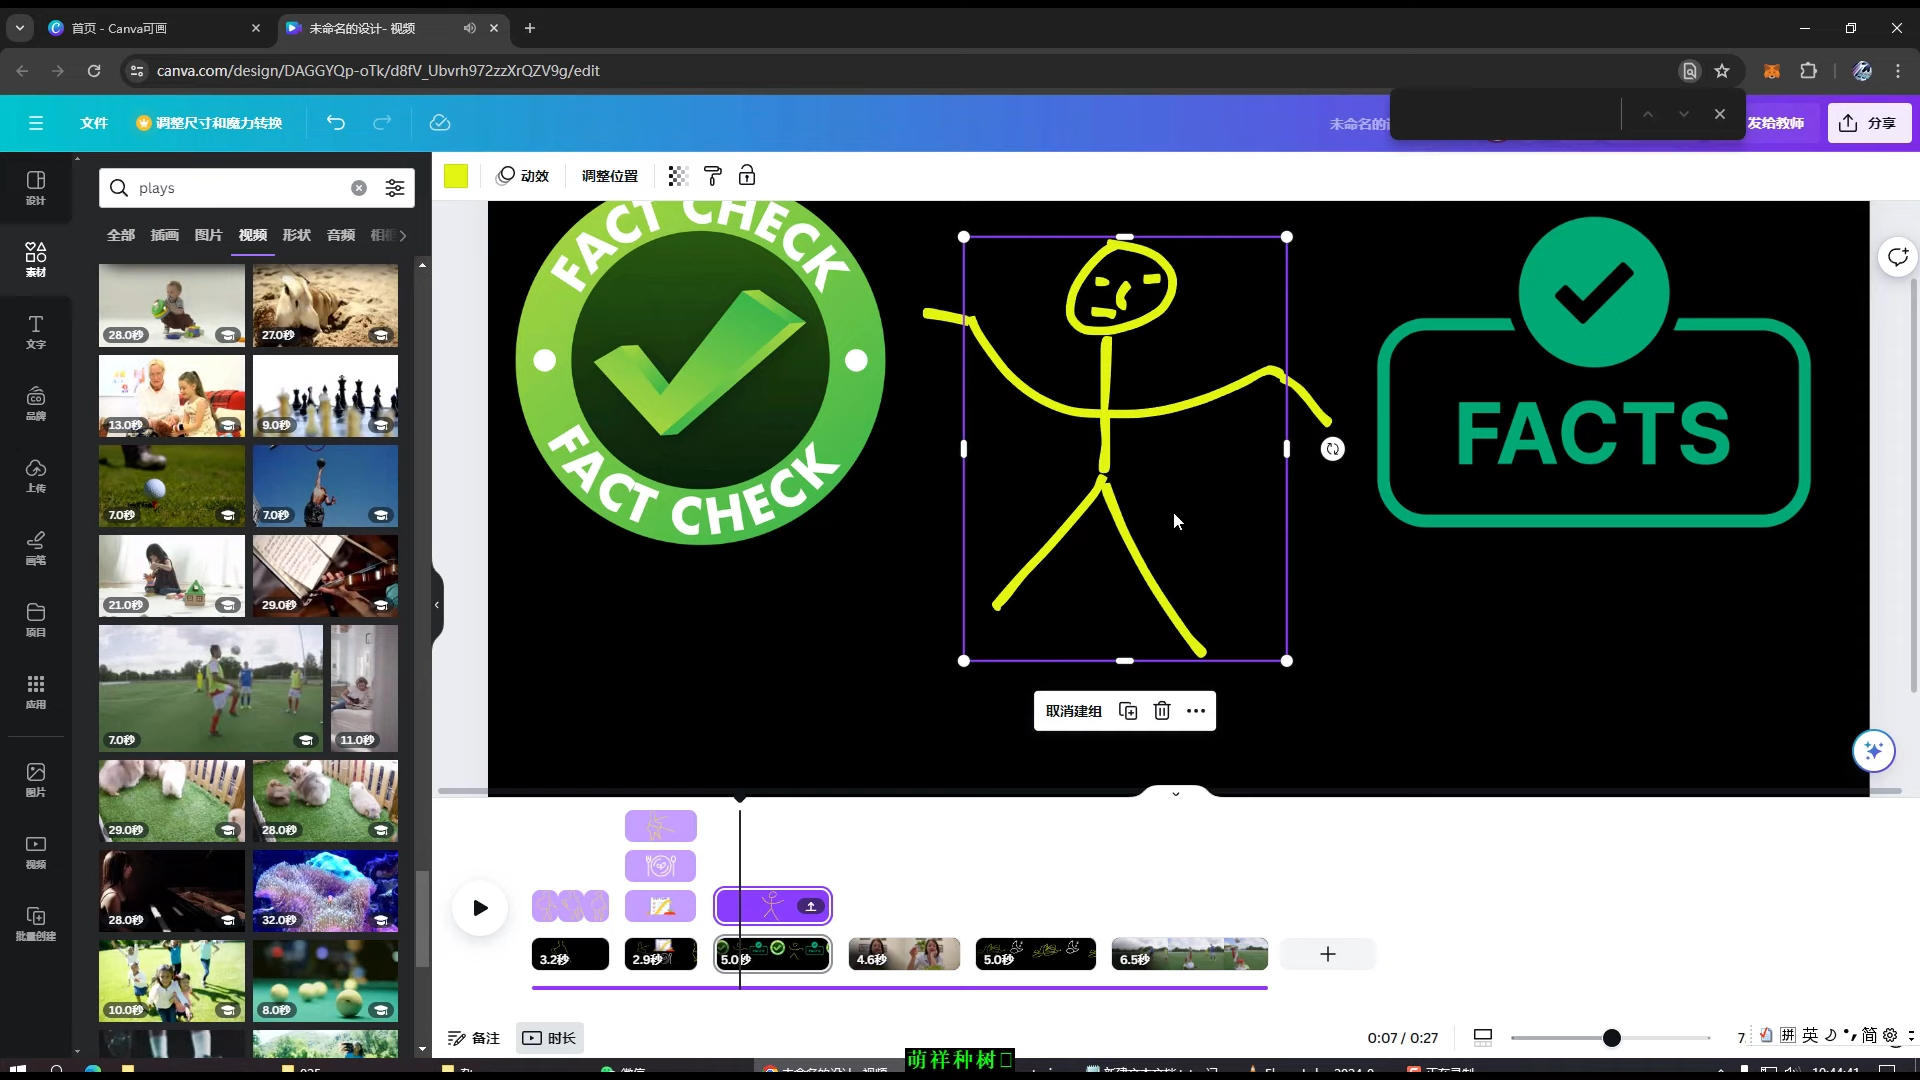 首页 - Canva可画
未命名的设计- 视频
canva.com/design/DAGGYQp-oTk/d8fV_Ubvrh972zzXrQZV9g/edit
文件
调整尺寸和魔力转换
未命名的
发给教师
分享
设计
素材
文字
品牌
上传
画笔
项目
应用
图片
视频
批量创建
plays
全部 插画 图片 视频 形状 音频
28.0秒 27.0秒
13.0秒 9.0秒
7.0秒 7.0秒
21.0秒 29.0秒
7.0秒 11.0秒
29.0秒 28.0秒
28.0秒 32.0秒
10.0秒 8.0秒
动效
调整位置
FACT CHECK
FACT CHECK
FACTS
取消建组
3.2秒 2.9秒 5.0秒 4.6秒 5.0秒 6.5秒
备注
时长
0:07 / 0:27
7
拼 英 简
萌祥种树